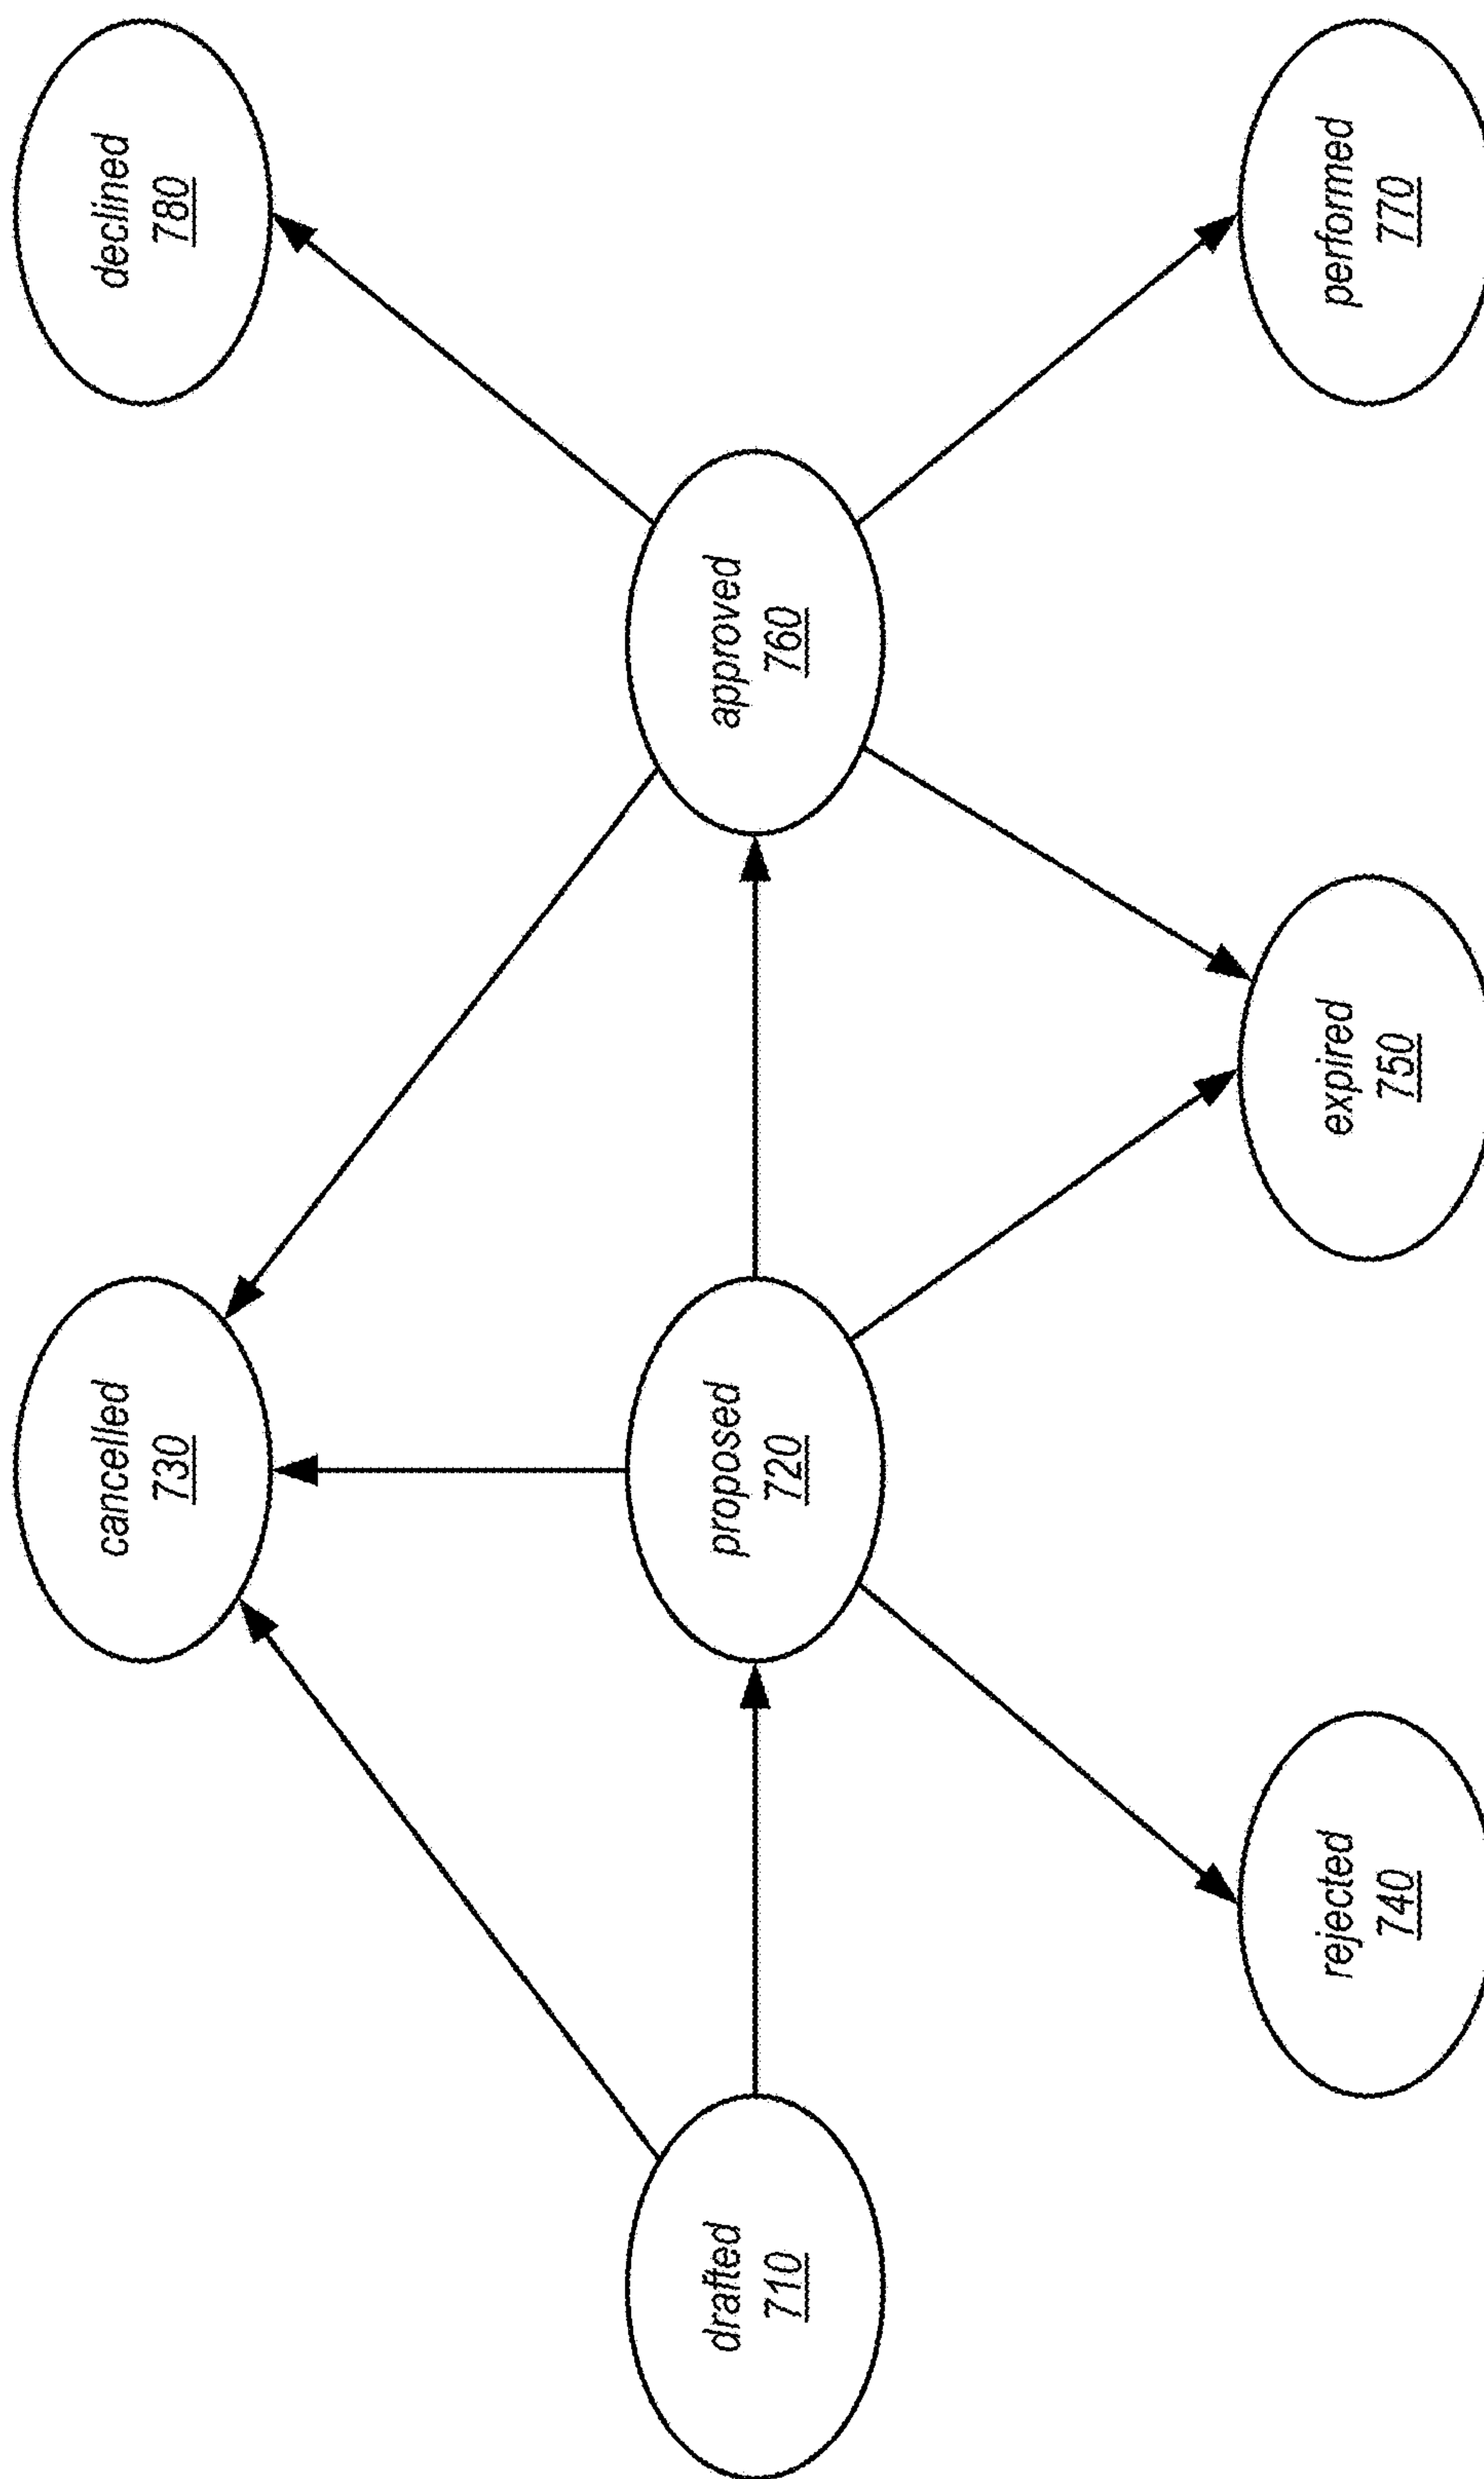 cancelled
730
declined
780
drafted
710
proposed
720
approved
760
rejected
740
expired
750
performed
770